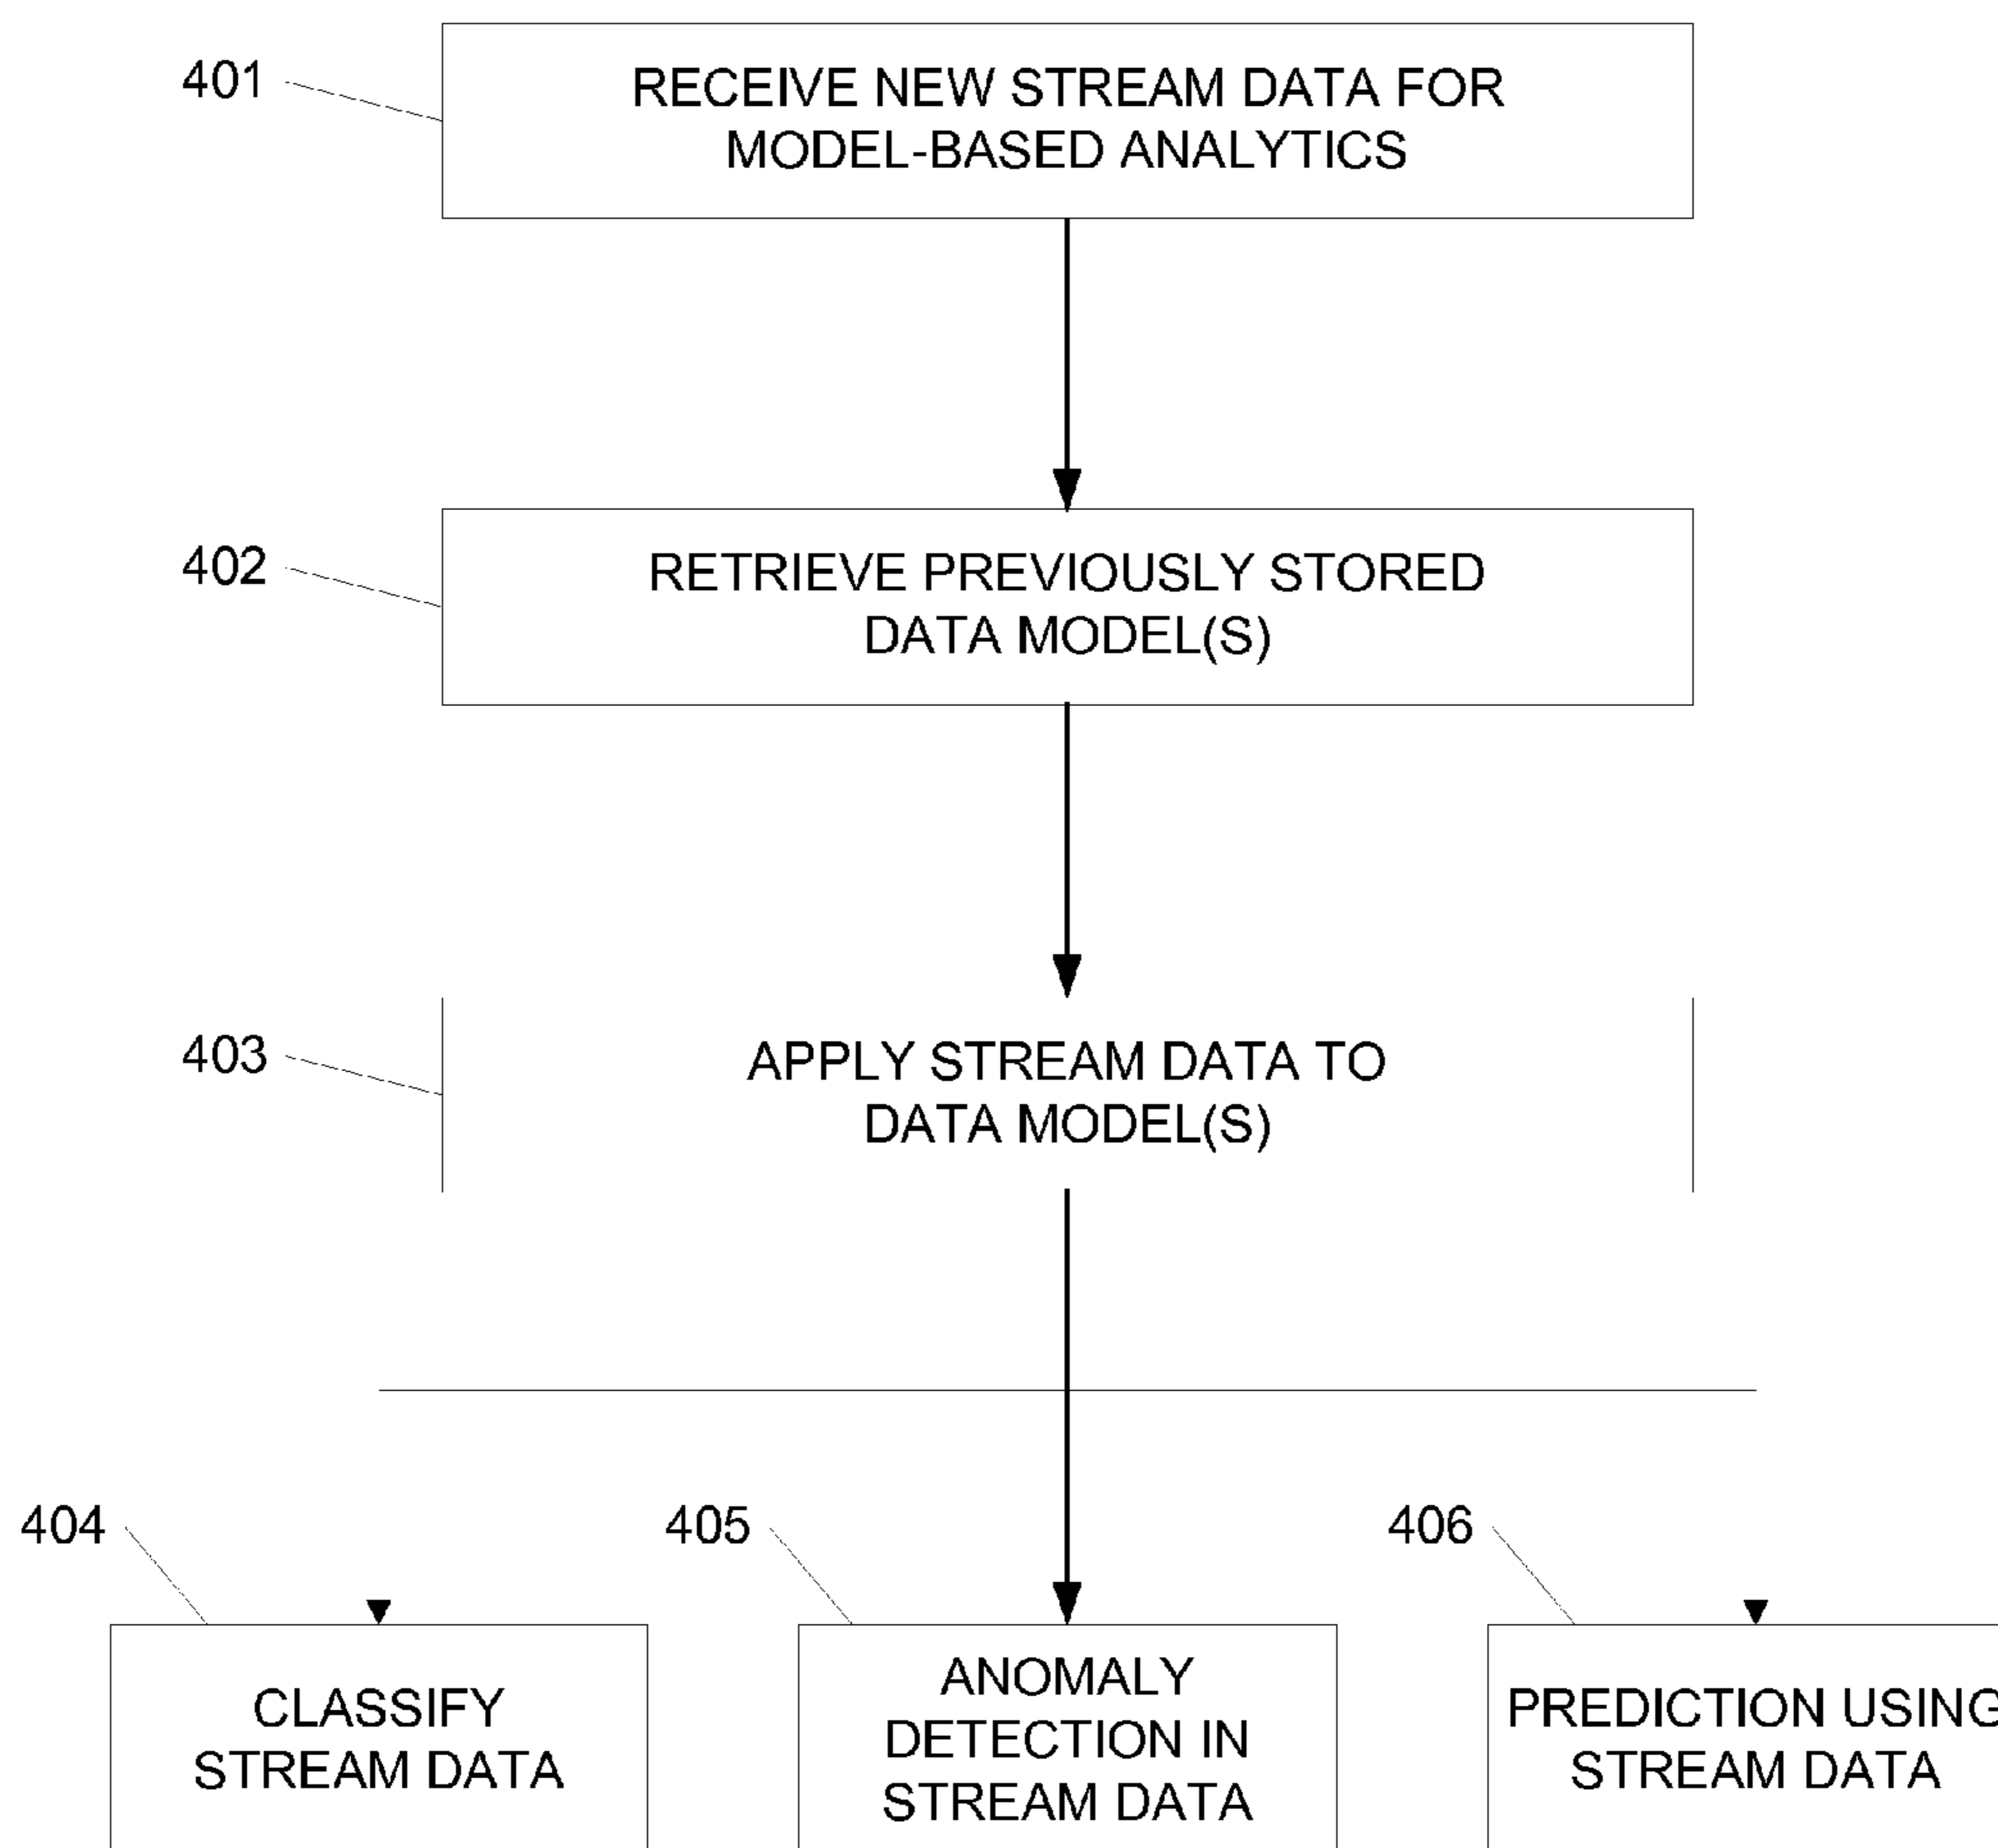 401
RECEIVE NEW STREAM DATA FOR
MODEL-BASED ANALYTICS
402
RETRIEVE PREVIOUSLY STORED
DATA MODEL(S)
403
APPLY STREAM DATA TO
DATA MODEL(S)
404
405
406
CLASSIFY
STREAM DATA
ANOMALY
DETECTION IN
STREAM DATA
PREDICTION USING
STREAM DATA